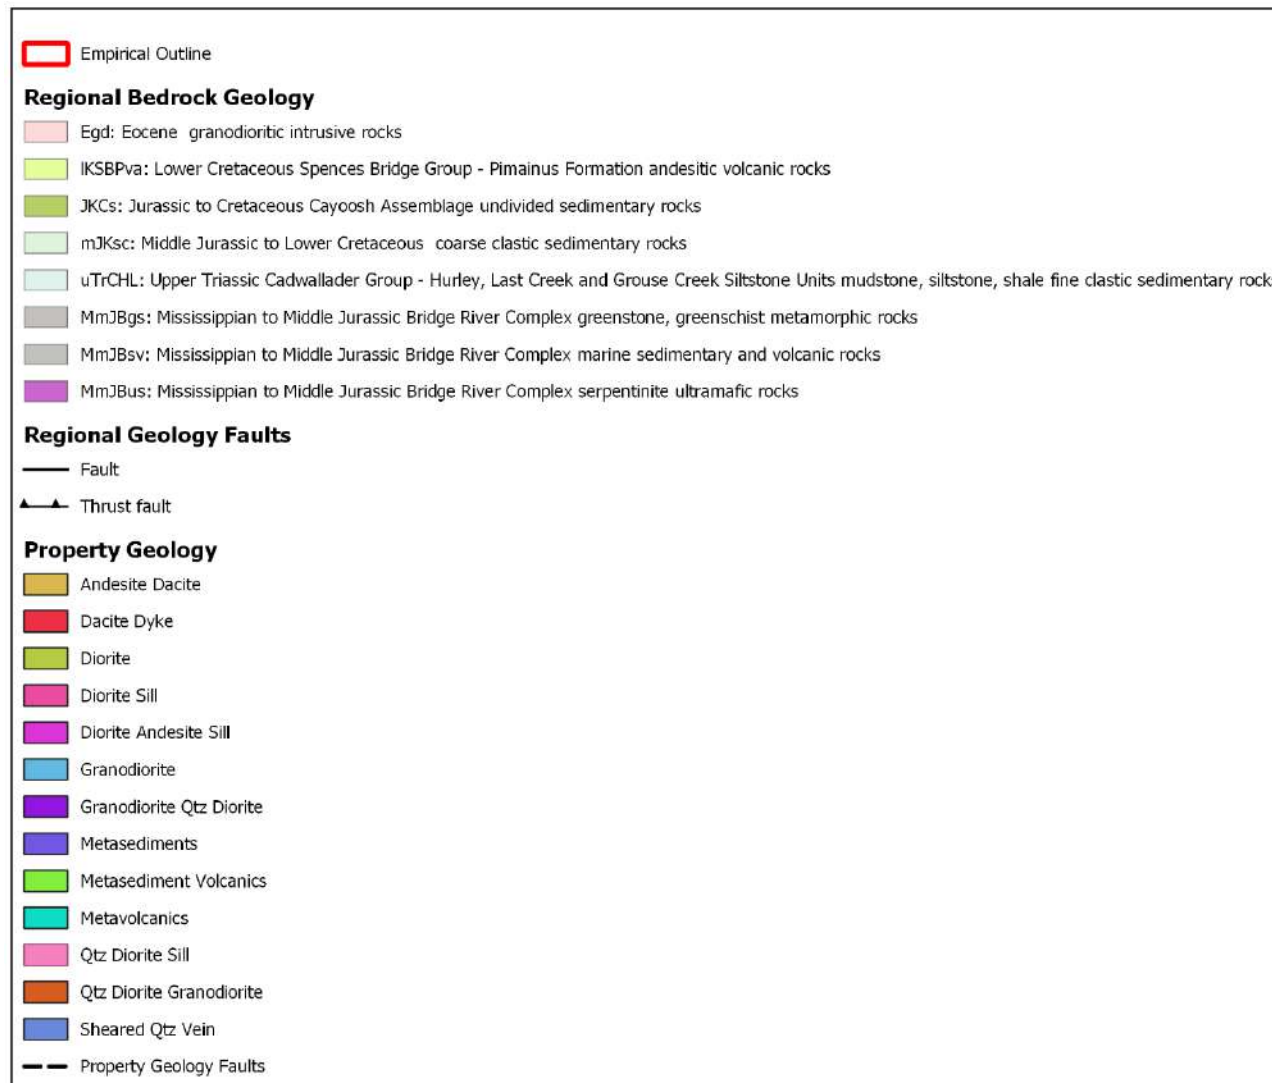 Empirical Outline
Regional Bedrock Geology
Egd: Eocene granodioritic intrusive rocks
lKSBPva: Lower Cretaceous Spences Bridge Group - Pimainus Formation andesitic volcanic rocks
JKCs: Jurassic to Cretaceous Cayoosh Assemblage undivided sedimentary rocks
mJKsc: Middle Jurassic to Lower Cretaceous coarse clastic sedimentary rocks
uTrCHL: Upper Triassic Cadwallader Group - Hurley, Last Creek and Grouse Creek Siltstone Units mudstone, siltstone, shale fine clastic sedimentary rock
MmJBgs: Mississippian to Middle Jurassic Bridge River Complex greenstone, greenschist metamorphic rocks
MmJBsv: Mississippian to Middle Jurassic Bridge River Complex marine sedimentary and volcanic rocks
MmJBus: Mississippian to Middle Jurassic Bridge River Complex serpentinite ultramafic rocks
Regional Geology Faults
Fault
Thrust fault
Property Geology
Andesite Dacite
Dacite Dyke
Diorite
Diorite Sill
Diorite Andesite Sill
Granodiorite
Granodiorite Qtz Diorite
Metasediments
Metasediment Volcanics
Metavolcanics
Qtz Diorite Sill
Qtz Diorite Granodiorite
Sheared Qtz Vein
Property Geology Faults